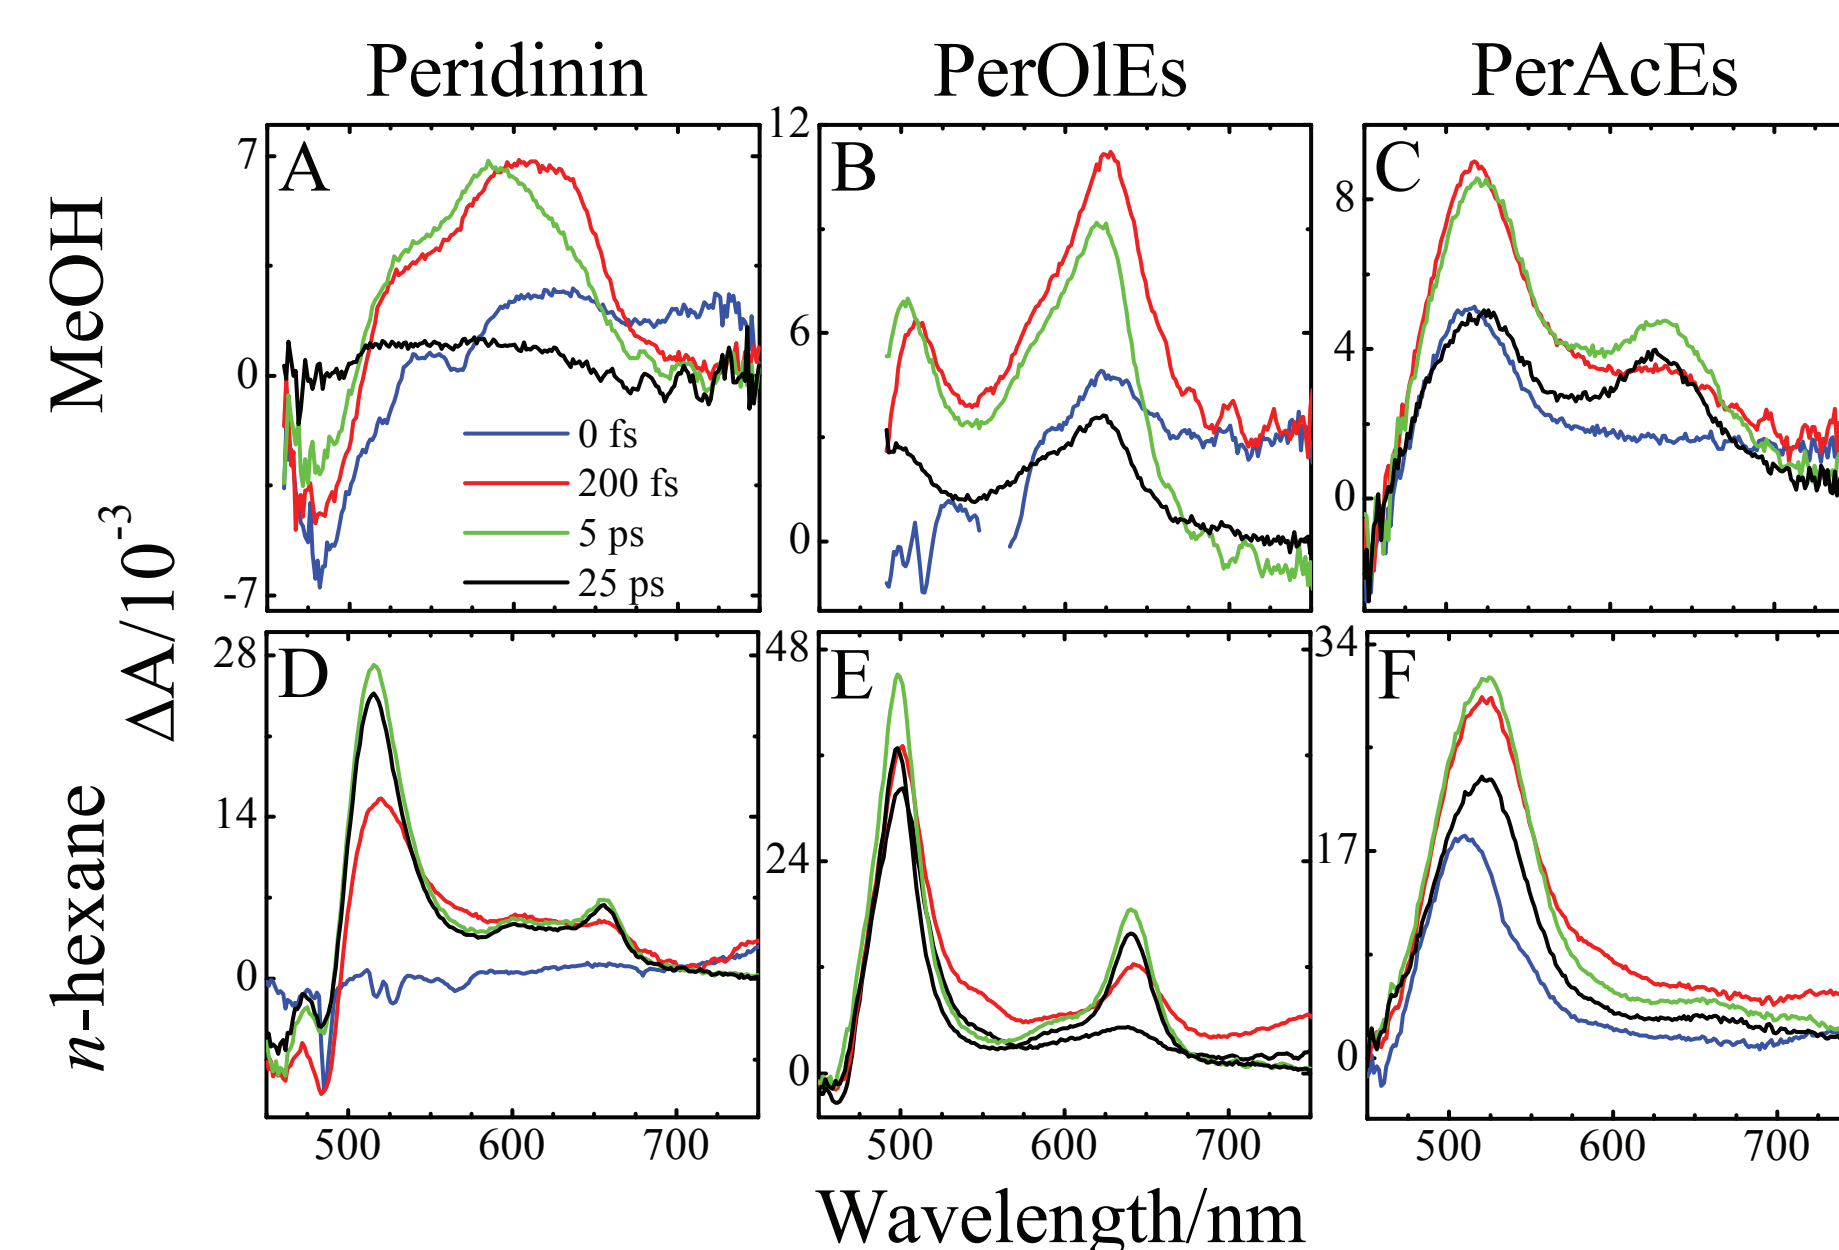 Peridinin PerOlEs PerAcEs
MeOH
n-hexane
ΔA/10-3
A
7
0
-7
0 fs
200 fs
5 ps
25 ps
B
12
6
0
C
8
4
0
D
28
14
0
500 600 700
E
48
24
0
500 600 700
F
34
17
0
500 600 700
Wavelength/nm